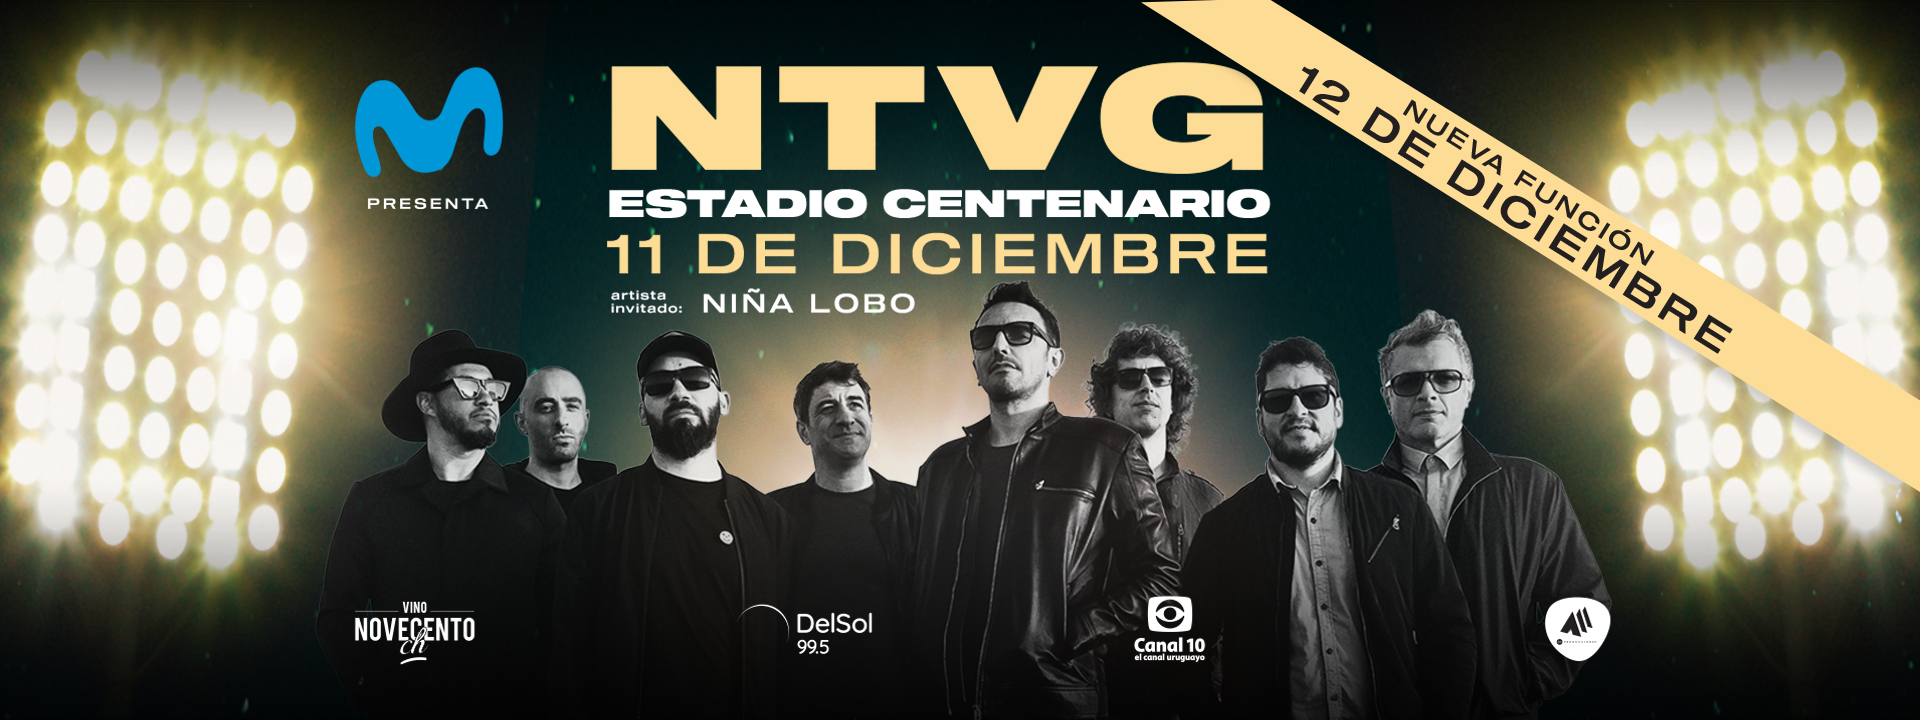 PRESENTA
NTVG
ESTADIO CENTENARIO
11 DE DICIEMBRE
artista
invitado: NIÑA LOBO
NUEVA FUNCIÓN
12 DE DICIEMBRE
VINO
NOVECENTO
ch
DelSol
99.5
Canal 10
el canal uruguayo